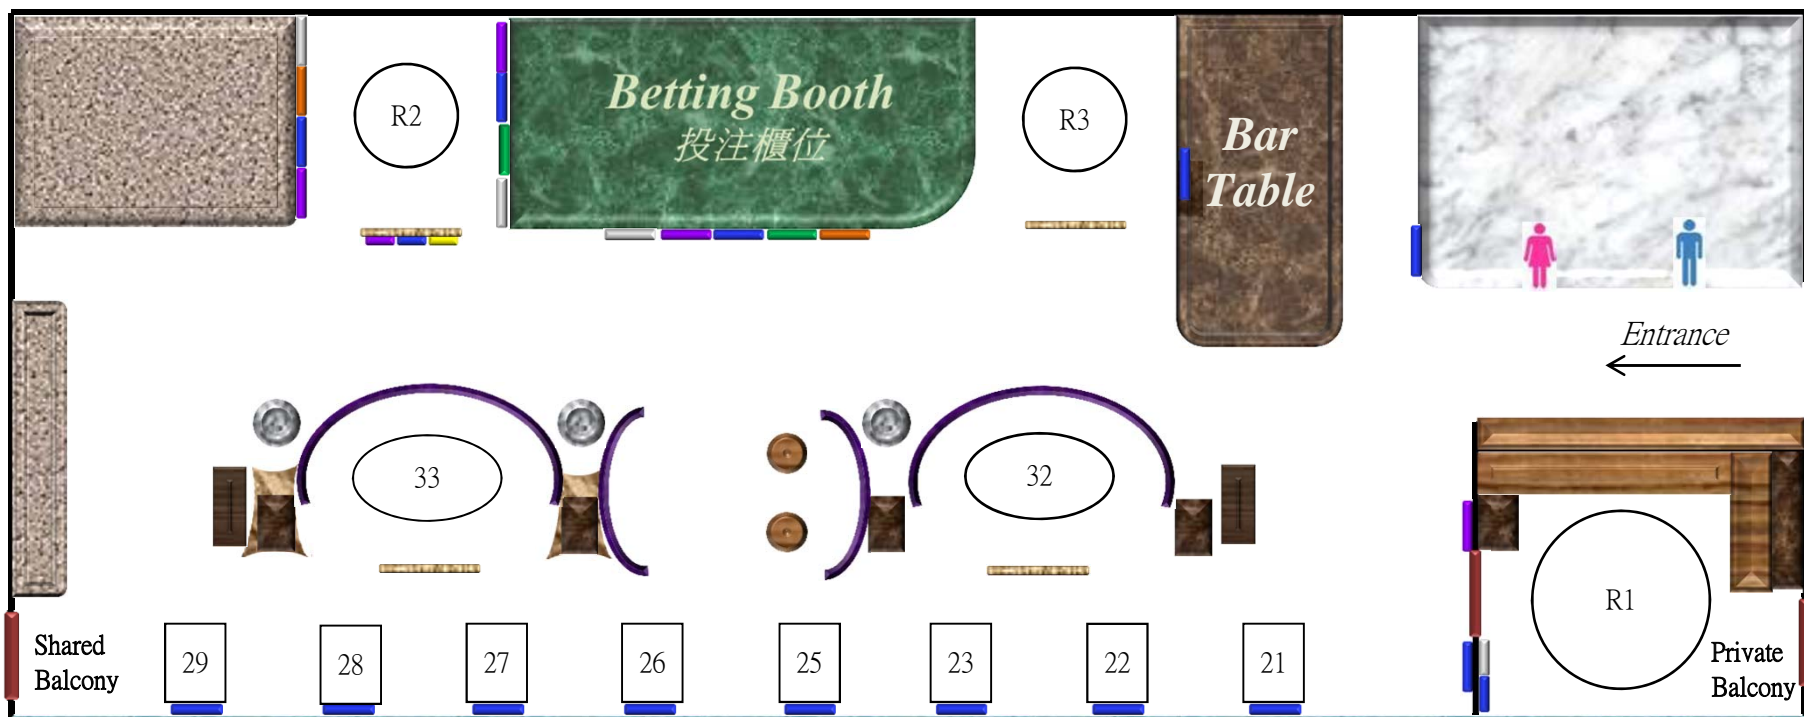 R2
Betting Booth
投注櫃位
R3
Bar
Table
Entrance
33
32
R1
Shared
Balcony
29
28
27
26
25
23
22
21
Private
Balcony